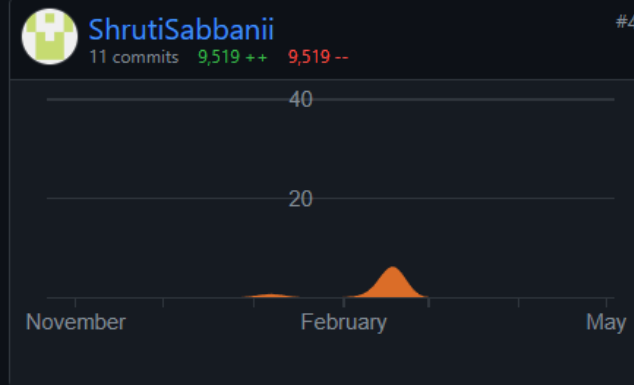 ShrutiSabbanii
#4
11 commits 9,519 ++ 9,519 --
40
20
November February May